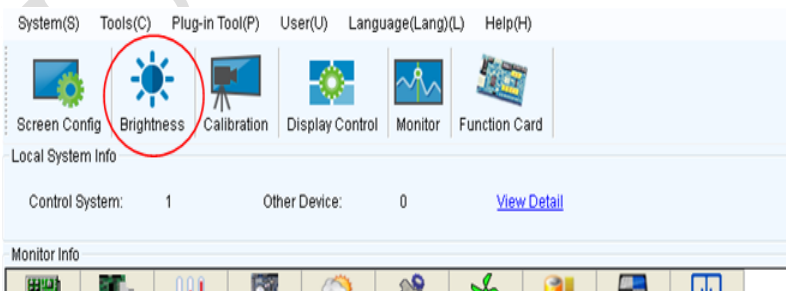 System(S) Tools(C) Plug-in Tool(P) User(U) Language(Lang)(L) Help(H)
Screen Config Brightness Calibration Display Control Monitor Function Card
Local System Info
Control System: 1 Other Device: 0 View Detail
Monitor Info